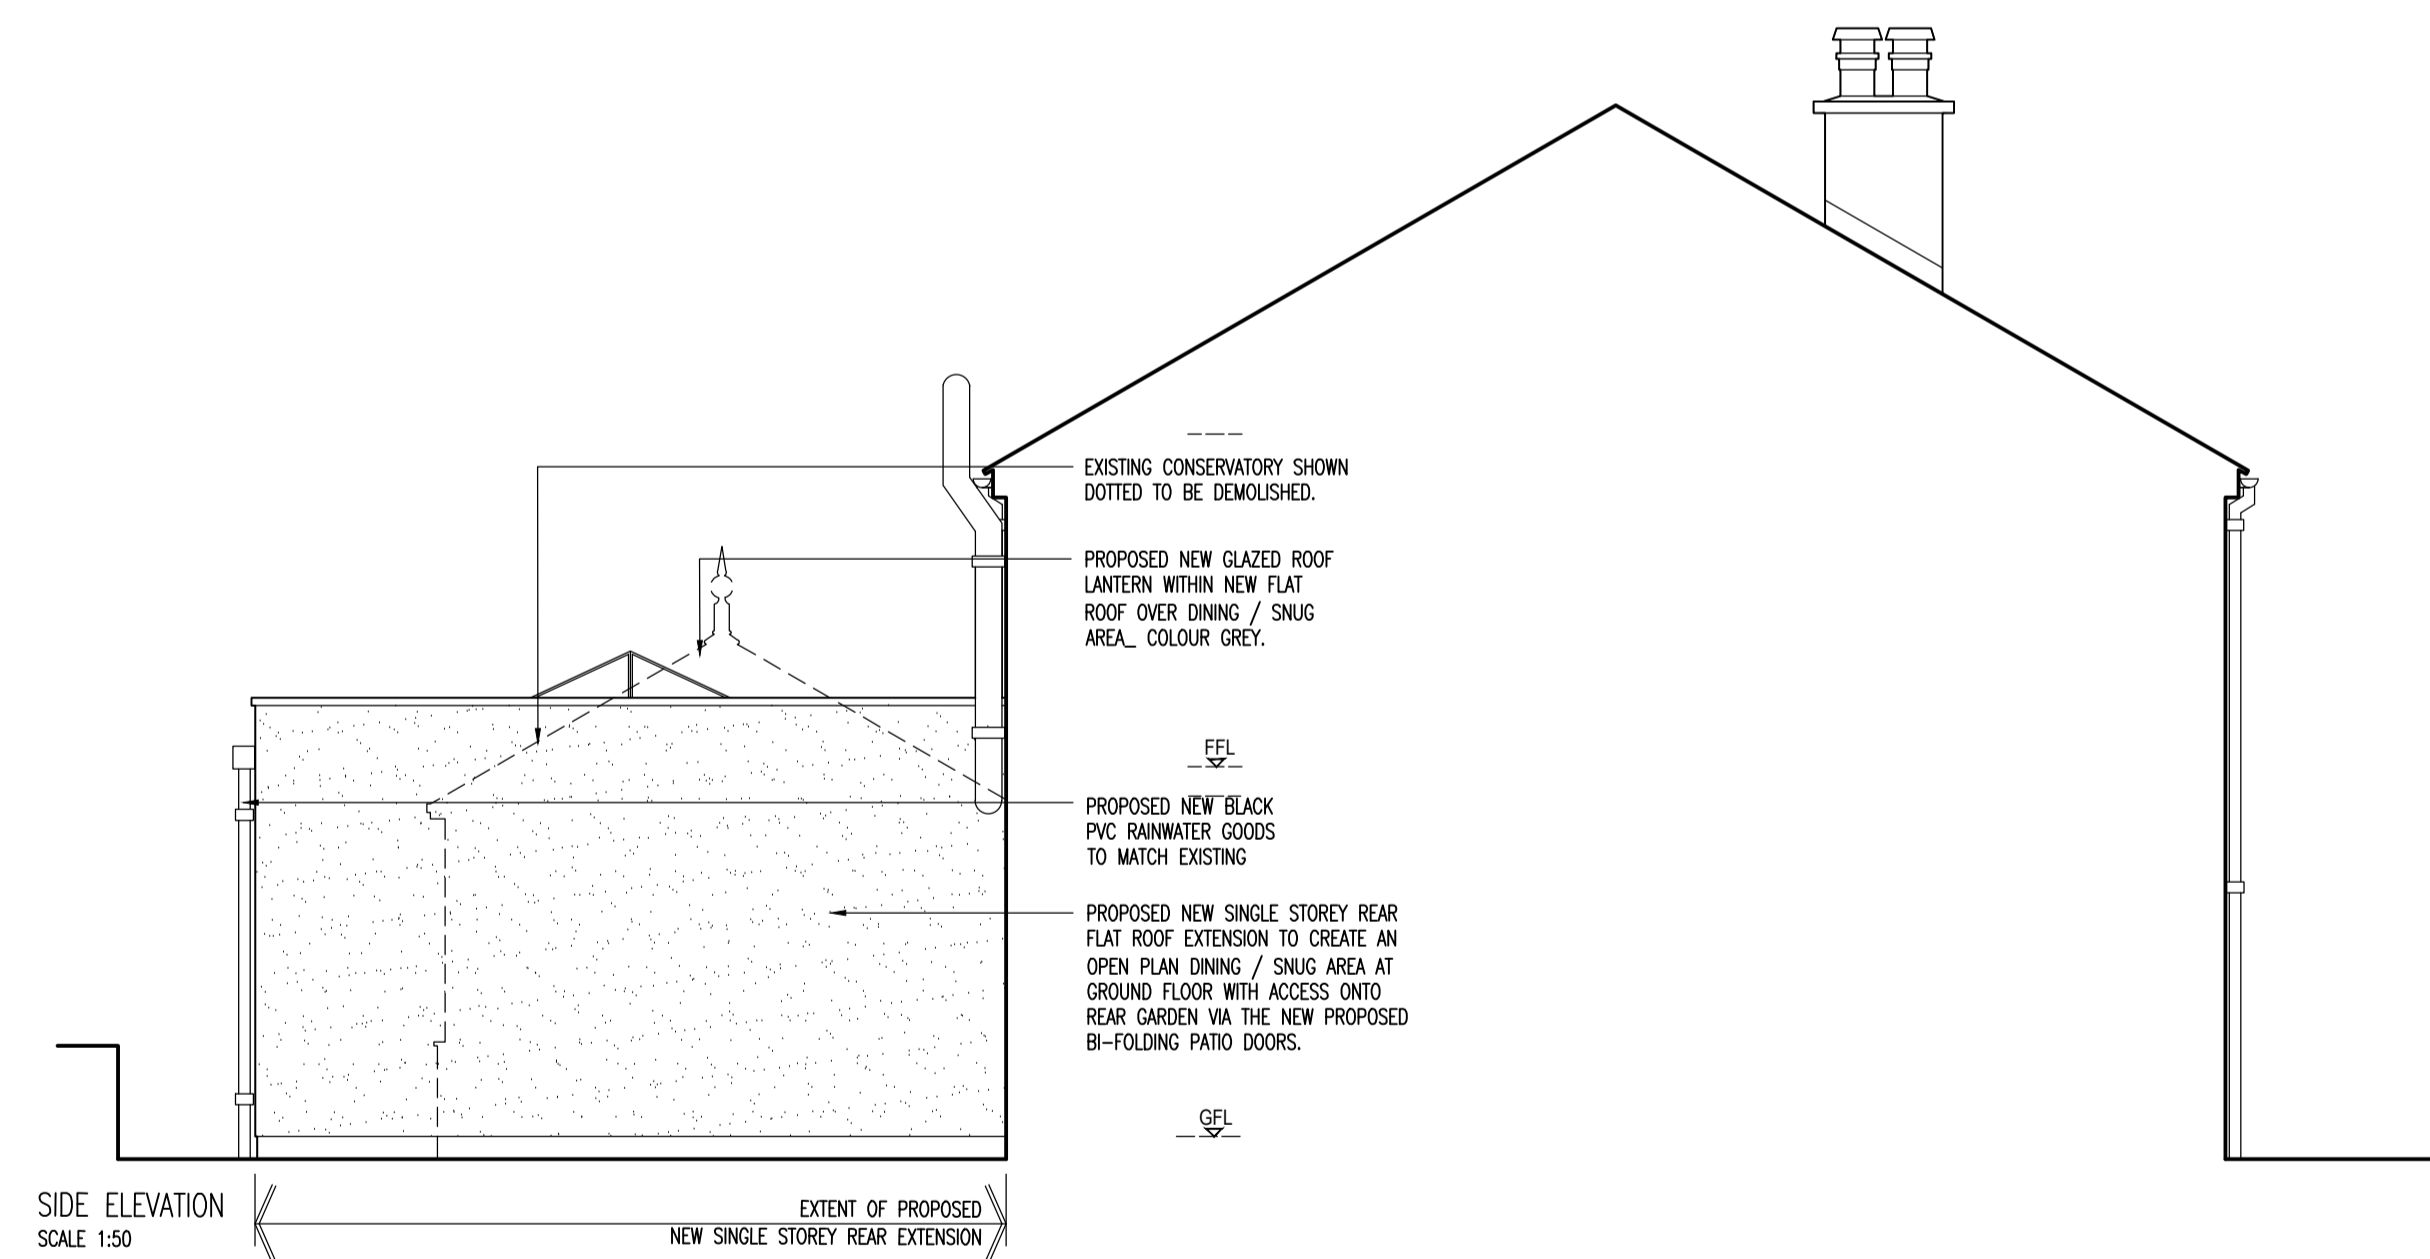 EXISTING CONSERVATORY SHOWN
DOTTED TO BE DEMOLISHED.
PROPOSED NEW GLAZED ROOF
LANTERN WITHIN NEW FLAT
ROOF OVER DINING / SNUG
AREA_ COLOUR GREY.
FFL
PROPOSED NEW BLACK
PVC RAINWATER GOODS
TO MATCH EXISTING
PROPOSED NEW SINGLE STOREY REAR
FLAT ROOF EXTENSION TO CREATE AN
OPEN PLAN DINING / SNUG AREA AT
GROUND FLOOR WITH ACCESS ONTO
REAR GARDEN VIA THE NEW PROPOSED
BI-FOLDING PATIO DOORS.
GFL
SIDE ELEVATION
SCALE 1:50
EXTENT OF PROPOSED
NEW SINGLE STOREY REAR EXTENSION